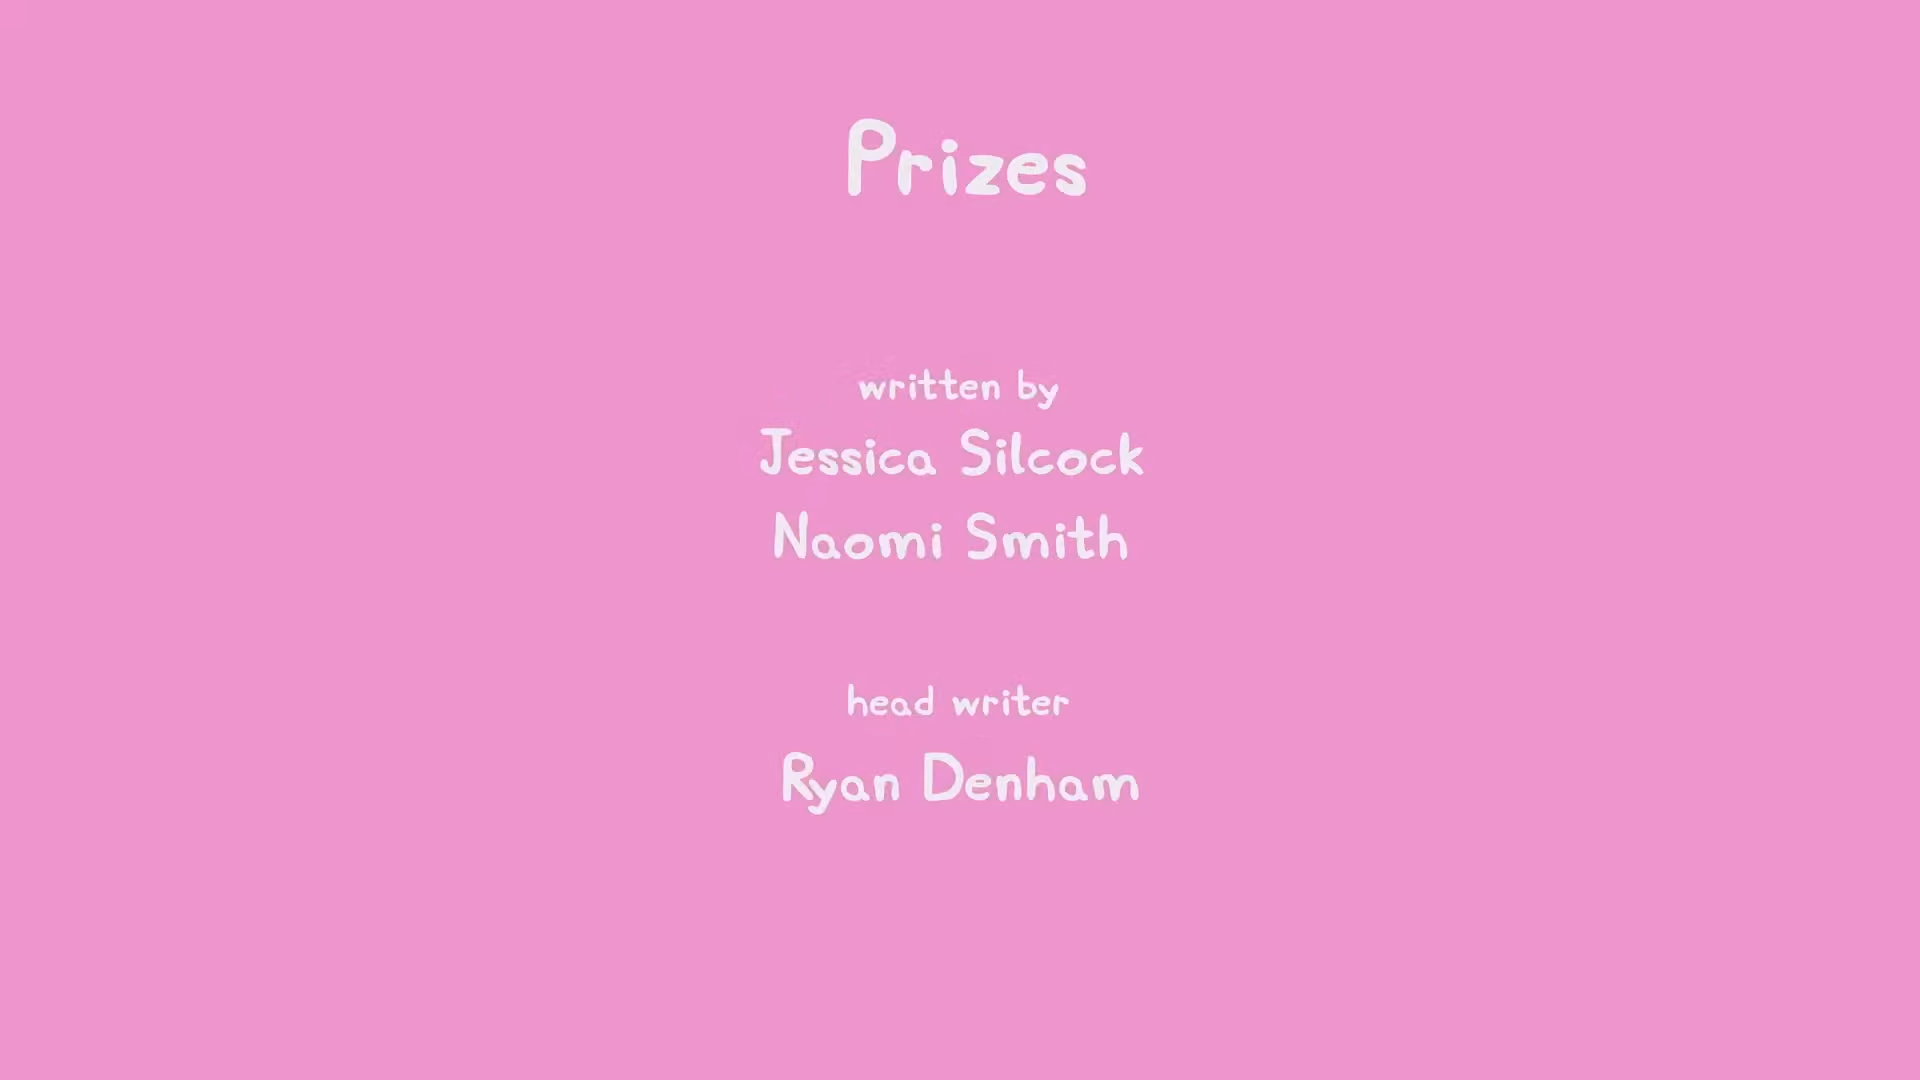 Prizes
written by
Jessica Silcock
Naomi Smith
head writer
Ryan Denham